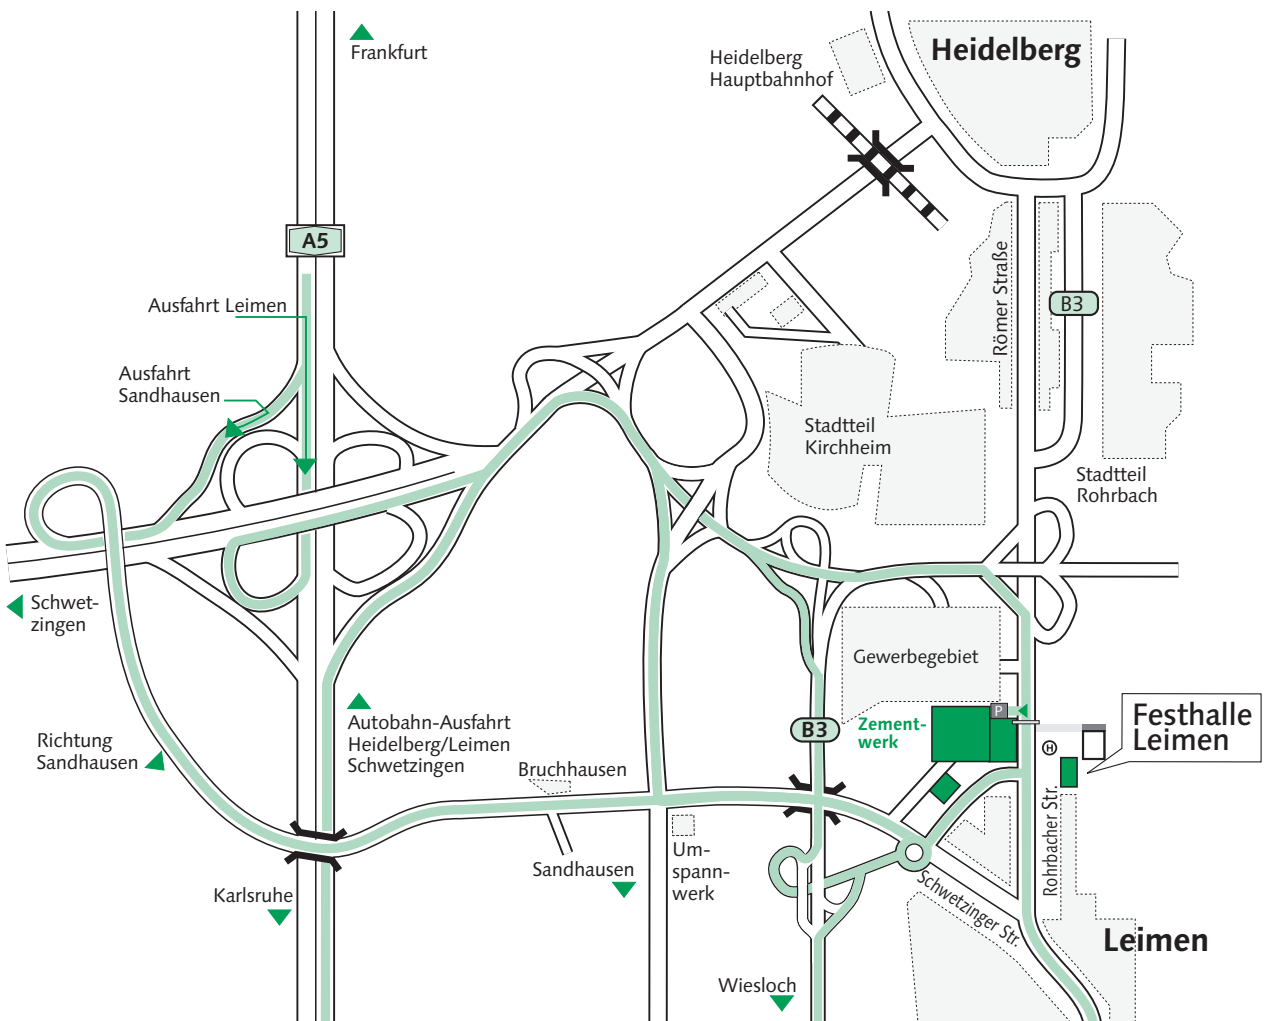 Frankfurt
Heidelberg
Hauptbahnhof
Heidelberg
A5
Ausfahrt Leimen
Römer Straße
B3
Ausfahrt
Sandhausen
Stadtteil
Kirchheim
Stadtteil
Rohrbach
Schwet-
zingen
Gewerbegebiet
Autobahn-Ausfahrt
Heidelberg/Leimen
Schwetzingen
B3
Zement-
werk
P
H
Festhalle
Leimen
Richtung
Sandhausen
Bruchhausen
Rohrbacher Str.
Sandhausen
Um-
spann-
werk
Karlsruhe
Schwetzinger Str.
Leimen
Wiesloch